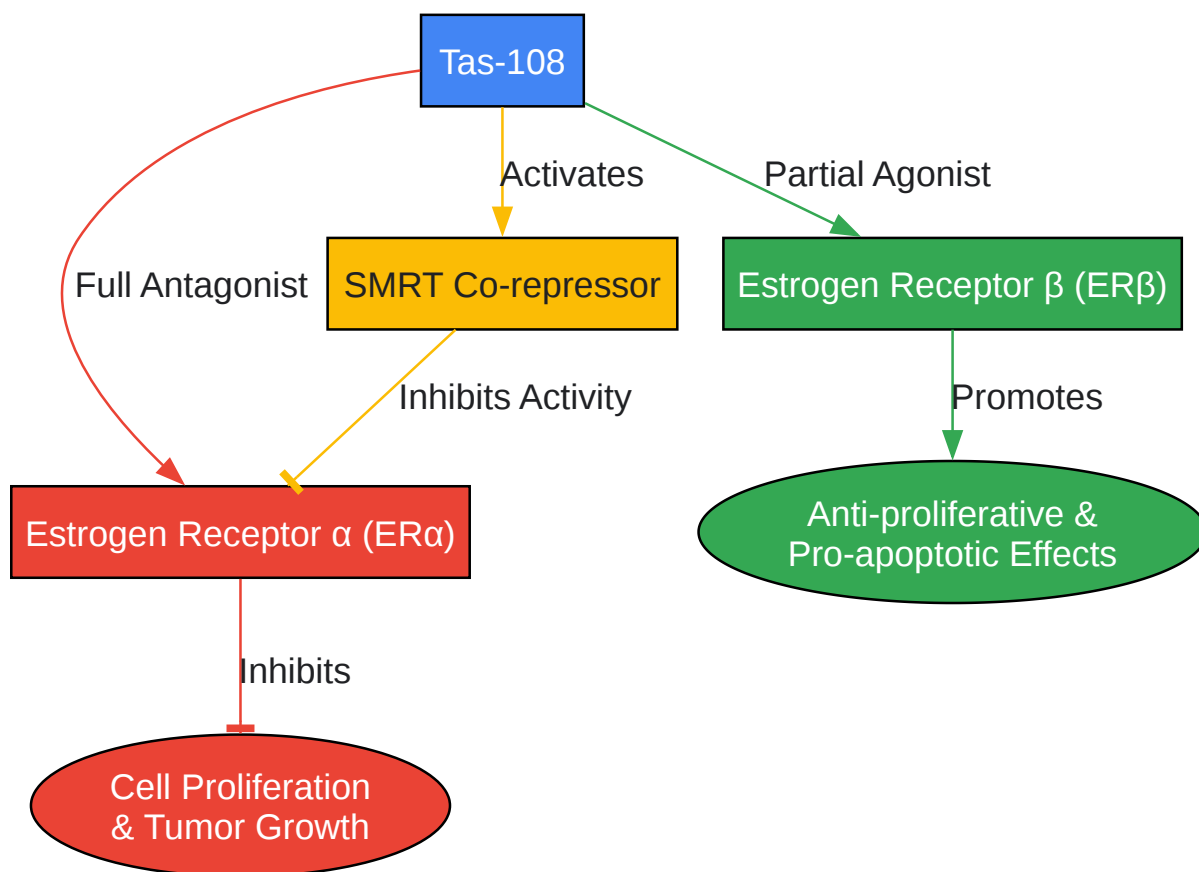 Tas-108
Activates
Partial Agonist
Full Antagonist
SMRT Co-repressor
Estrogen Receptor β (ERβ)
Inhibits Activity
Promotes
Estrogen Receptor α (ERα)
Anti-proliferative &
Pro-apoptotic Effects
Inhibits
Cell Proliferation
& Tumor Growth